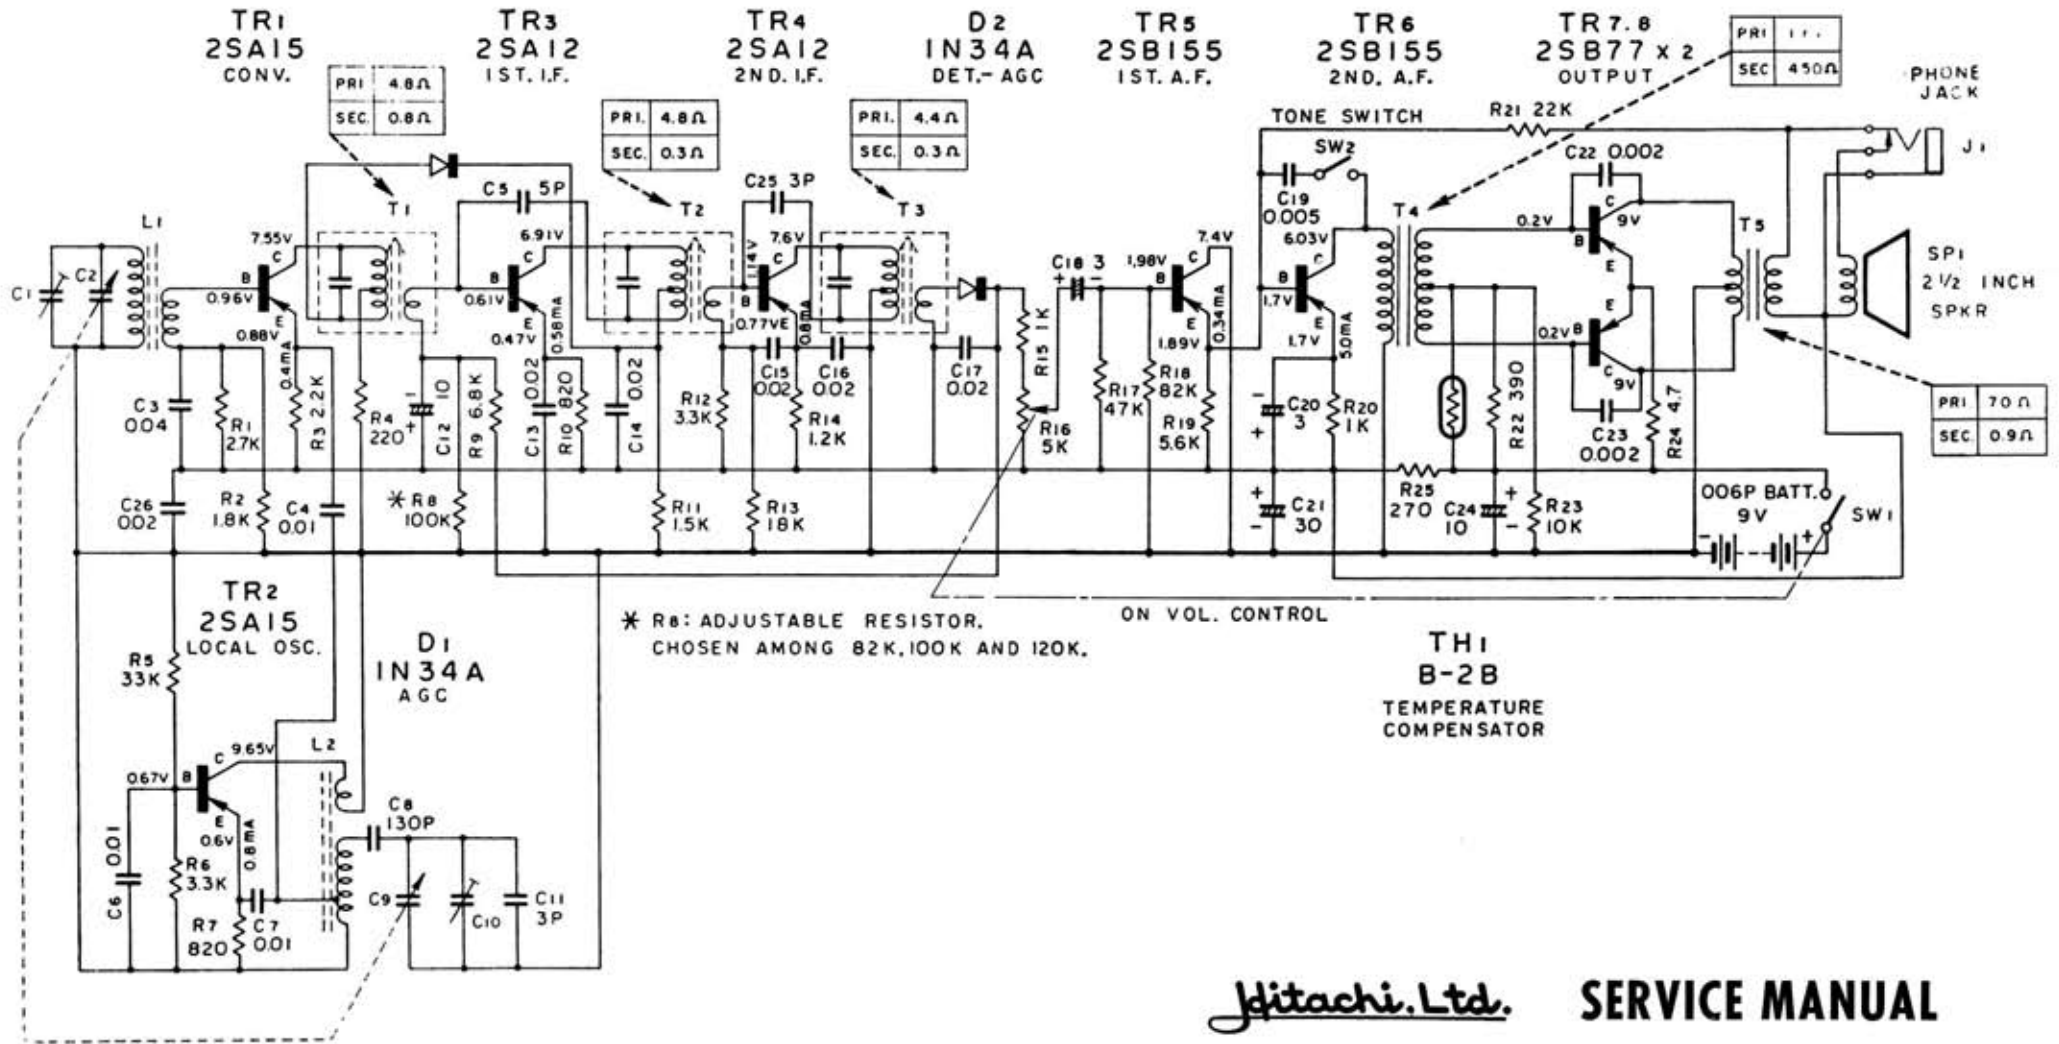 TR1
2SA15
CONV.
TR3
2SA12
1ST. I.F.
TR4
2SA12
2ND. I.F.
D2
1N34A
DET.-AGC
TR5
2SB155
1ST. A.F.
TR6
2SB155
2ND. A.F.
TR7.8
2SB77 x 2
OUTPUT
PRI
SEC 450Ω
PHONE
JACK
J1
PRI 4.8Ω
SEC. 0.8Ω
PRI. 4.8Ω
SEC. 0.3Ω
PRI. 4.4Ω
SEC. 0.3Ω
TONE SWITCH
R21 22K
SW2
C22 0.002
C19
0.005
C5 5P
C25 3P
T1
T2
T3
T4
T5
L1
C1
C2
7.55V
C
B
0.96V
E
0.88V
0.4mA
6.91V
C
B
0.61V
E
0.47V
0.58mA
1.14V
7.6V
C
B
0.77V
E
0.8mA
C18 3
+
-
1.98V
7.4V
C
B
E
1.89V
0.34mA
6.03V
C
B
1.7V
E
1.7V
5.0mA
0.2V
C
9V
B
E
E
0.2V
B
C
9V
SP1
2 1/2 INCH
SPKR
C3
0.04
R1
2.7K
R3 2.2K
R4
220
-
+
C12 10
R9 6.8K
C13 0.02
R10 820
C14 0.02
R12
3.3K
C15
0.02
C16
0.02
R14
1.2K
C17
0.02
R15 1K
R16
5K
R17
47K
R18
82K
R19
5.6K
-
C20
3
+
R20
1K
R22 390
C23
0.002
R24 4.7
PRI 70Ω
SEC. 0.9Ω
C26
0.02
R2
1.8K
C4
0.01
* R8
100K
R11
1.5K
R13
18K
+
C21
30
-
R25
270
C24
10
+
-
R23
10K
006P BATT.
9V
SW1
-
+
TR2
2SA15
LOCAL OSC.
D1
1N34A
AGC
* R8: ADJUSTABLE RESISTOR.
CHOSEN AMONG 82K, 100K AND 120K.
ON VOL. CONTROL
TH1
B-2B
TEMPERATURE
COMPENSATOR
R5
33K
9.65V
C
B
0.67V
E
0.6V
0.8mA
L2
C8
130P
C6 0.01
R6
3.3K
R7
820
C7
0.01
C9
C10
C11
3P
Hitachi. Ltd. SERVICE MANUAL